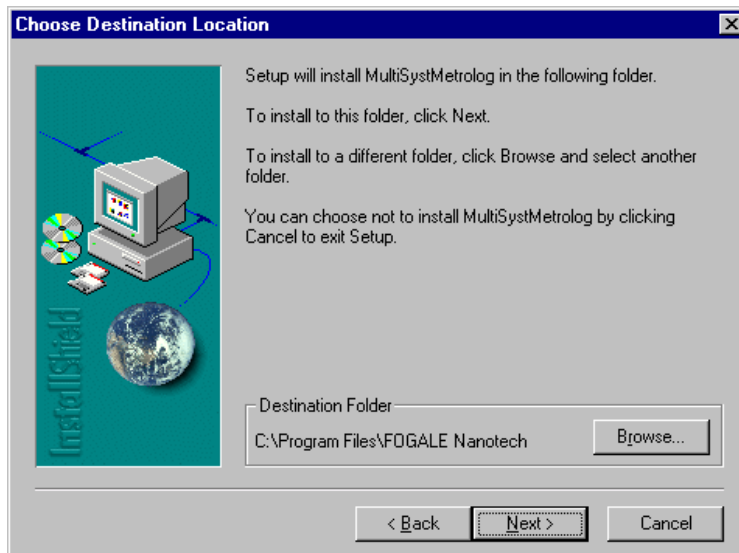 Choose Destination Location
Setup will install MultiSystMetrolog in the following folder.
To install to this folder, click Next.
To install to a different folder, click Browse and select another
folder.
You can choose not to install MultiSystMetrolog by clicking
Cancel to exit Setup.
InstallShield
Destination Folder
C:\Program Files\FOGALE Nanotech
Browse...
< Back
Next >
Cancel